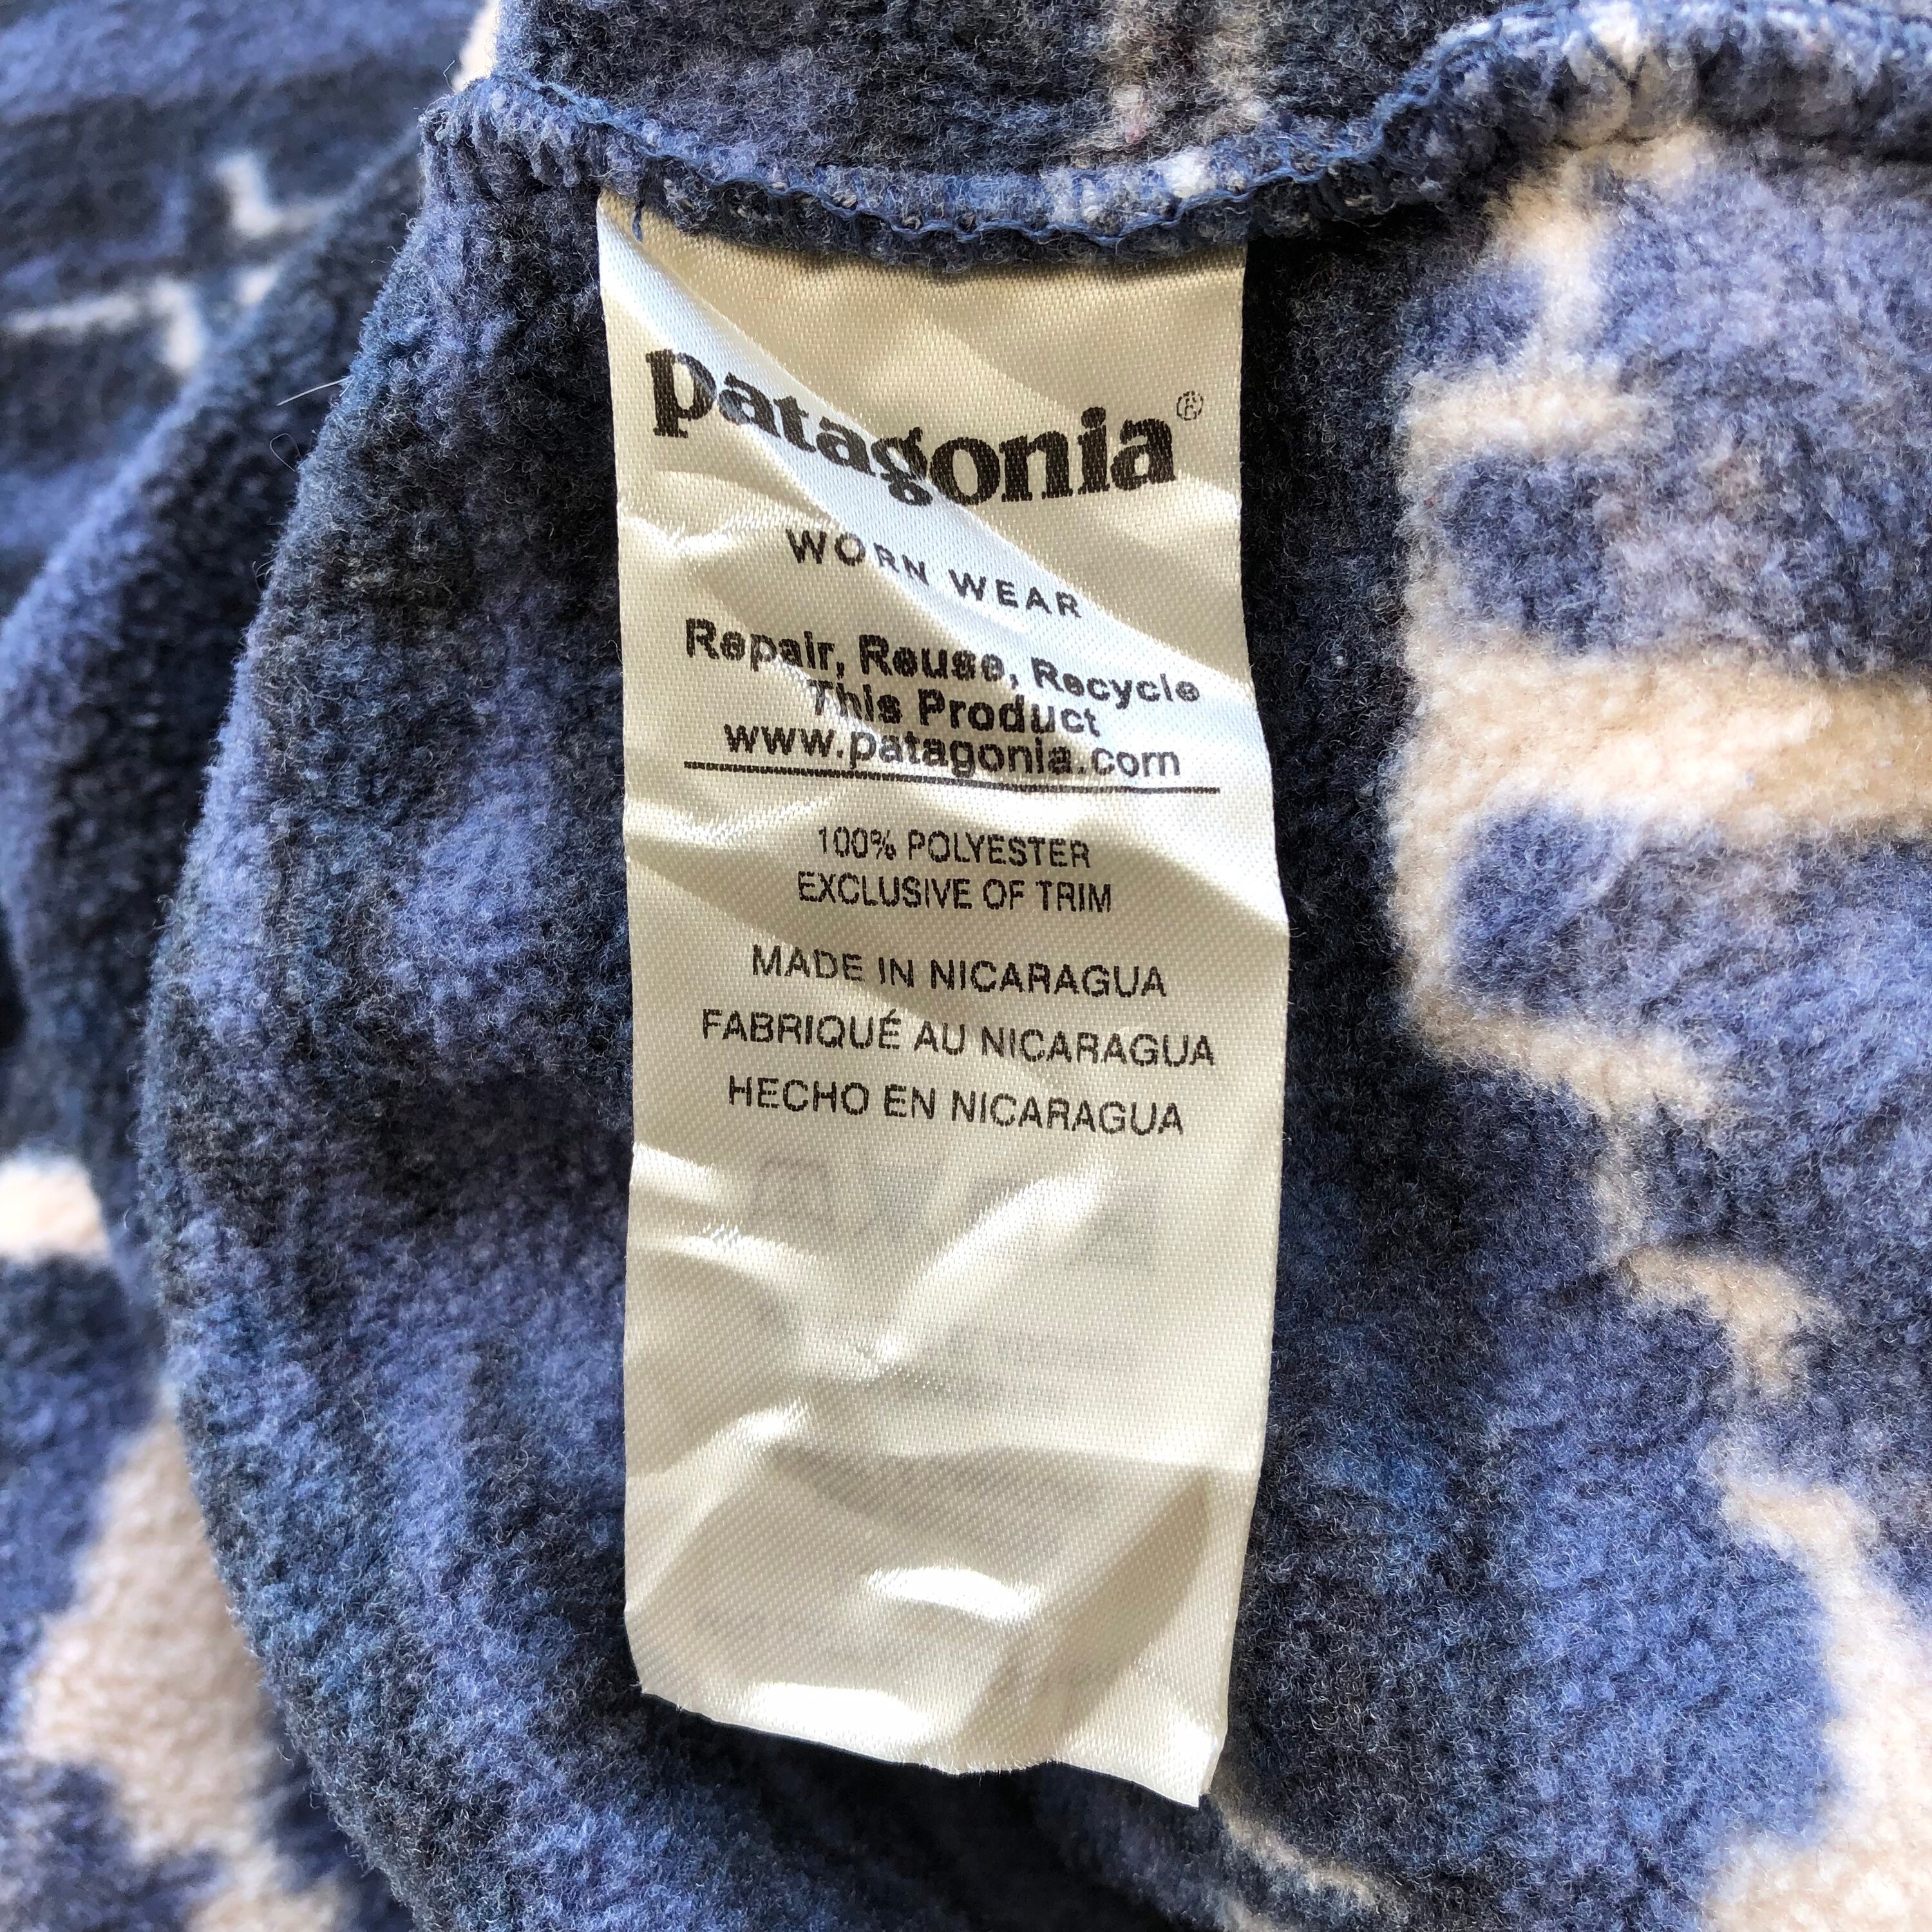 patagonia®
WORN WEAR
Repair, Reuse, Recycle
This Product
www.patagonia.com
100% POLYESTER
EXCLUSIVE OF TRIM
MADE IN NICARAGUA
FABRIQUÉ AU NICARAGUA
HECHO EN NICARAGUA